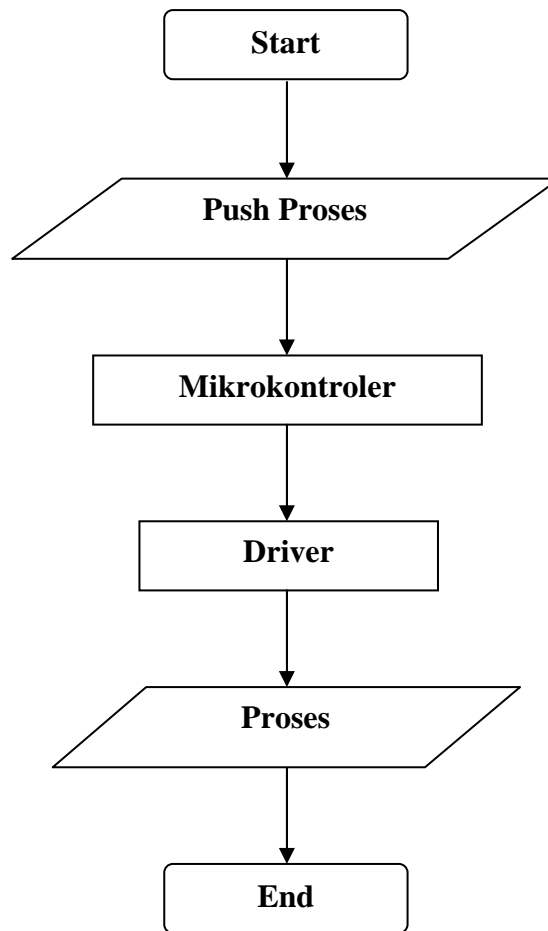 Start
Push Proses
Mikrokontroler
Driver
Proses
End